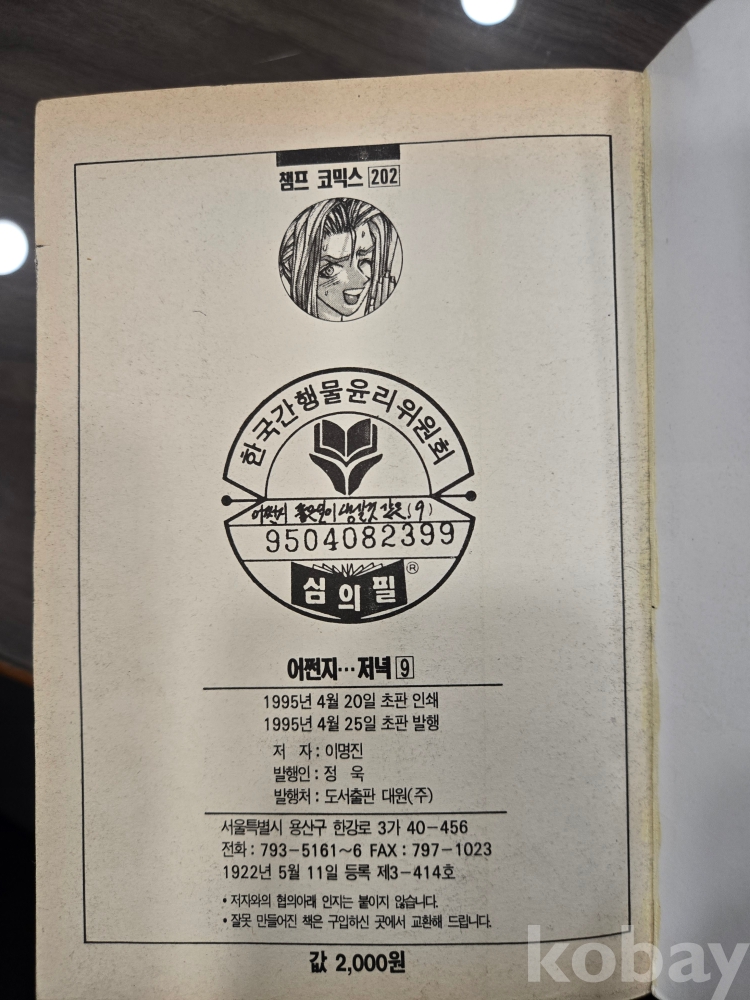 챔프 코믹스 202
한국간행물윤리위원회
어쩐지 좋은일이 생길것 같은 (9)
9504082399
심의필 ®
어쩐지…저녁 9
1995년 4월 20일 초판 인쇄
1995년 4월 25일 초판 발행
저 자 : 이명진
발행인 : 정 욱
발행처 : 도서출판 대원(주)
서울특별시 용산구 한강로 3가 40-456
전화 : 793-5161~6 FAX : 797-1023
1922년 5월 11일 등록 제3-414호
• 저자와의 협의아래 인지는 붙이지 않습니다.
• 잘못 만들어진 책은 구입하신 곳에서 교환해 드립니다.
값 2,000원
kobay